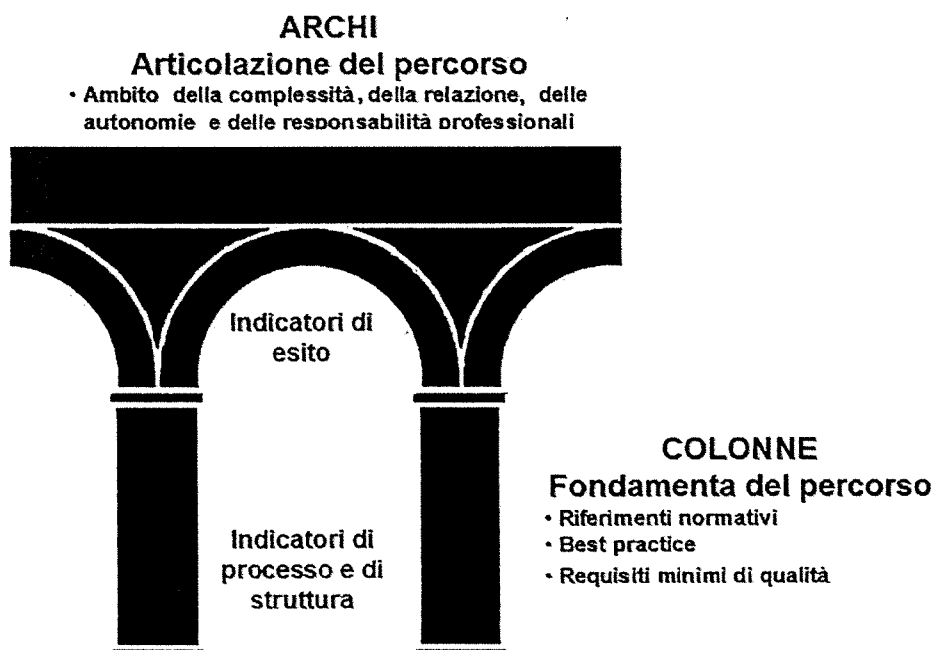 ARCHI
Articolazione del percorso
• Ambito della complessità, della relazione, delle
autonomie e delle responsabilità professionali
Indicatori di
esito
COLONNE
Fondamenta del percorso
• Riferimenti normativi
• Best practice
• Requisiti minimi di qualità
Indicatori di
processo e di
struttura